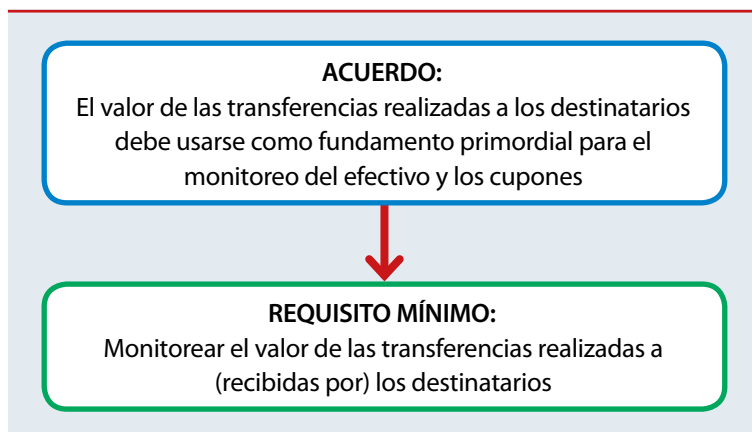 ACUERDO:
El valor de las transferencias realizadas a los destinatarios
debe usarse como fundamento primordial para el
monitoreo del efectivo y los cupones
REQUISITO MÍNIMO:
Monitorear el valor de las transferencias realizadas a
(recibidas por) los destinatarios